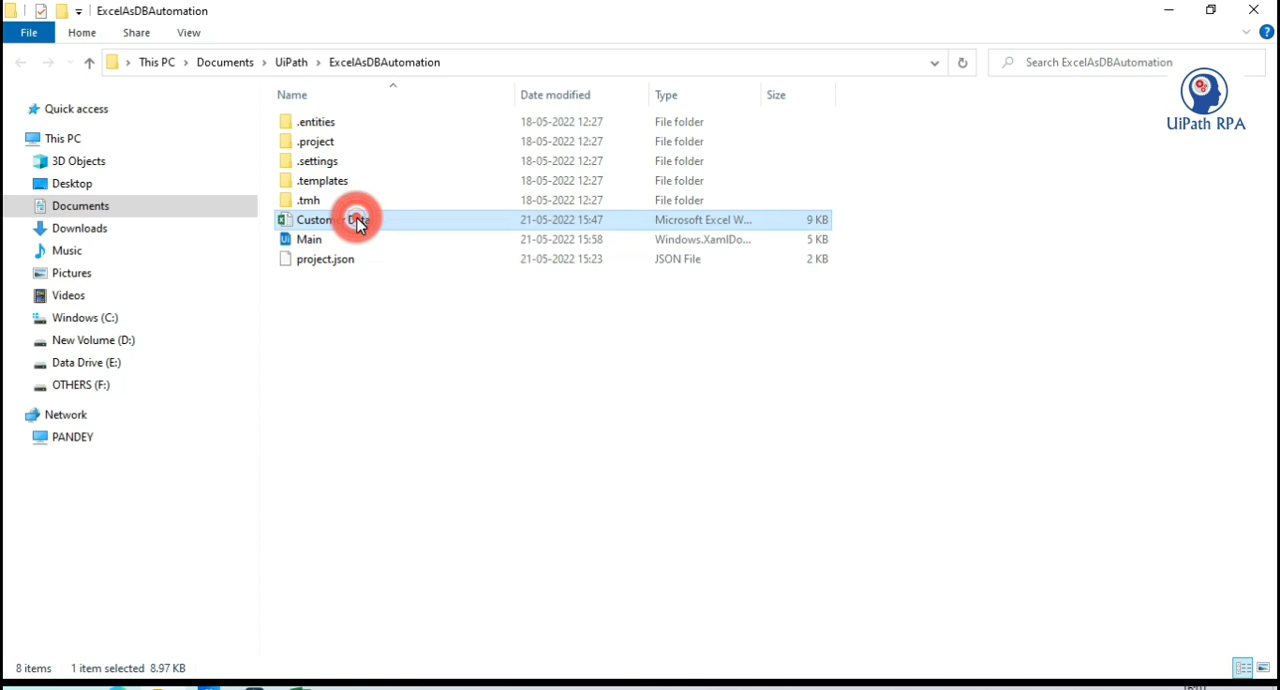 ExcelAsDBAutomation
File Home Share View
This PC Documents UiPath ExcelAsDBAutomation Search ExcelAsDBAutomation
UiPath RPA
Name Date modified Type Size
Quick access
This PC
3D Objects
Desktop
Documents
Downloads
Music
Pictures
Videos
Windows (C:)
New Volume (D:)
Data Drive (E:)
OTHERS (F:)
Network
PANDEY
.entities 18-05-2022 12:27 File folder
.project 18-05-2022 12:27 File folder
.settings 18-05-2022 12:27 File folder
.templates 18-05-2022 12:27 File folder
.tmh 18-05-2022 12:27 File folder
Customer Data 21-05-2022 15:47 Microsoft Excel W... 9 KB
Main 21-05-2022 15:58 Windows.XamlDo... 5 KB
project.json 21-05-2022 15:23 JSON File 2 KB
8 items 1 item selected 8.97 KB